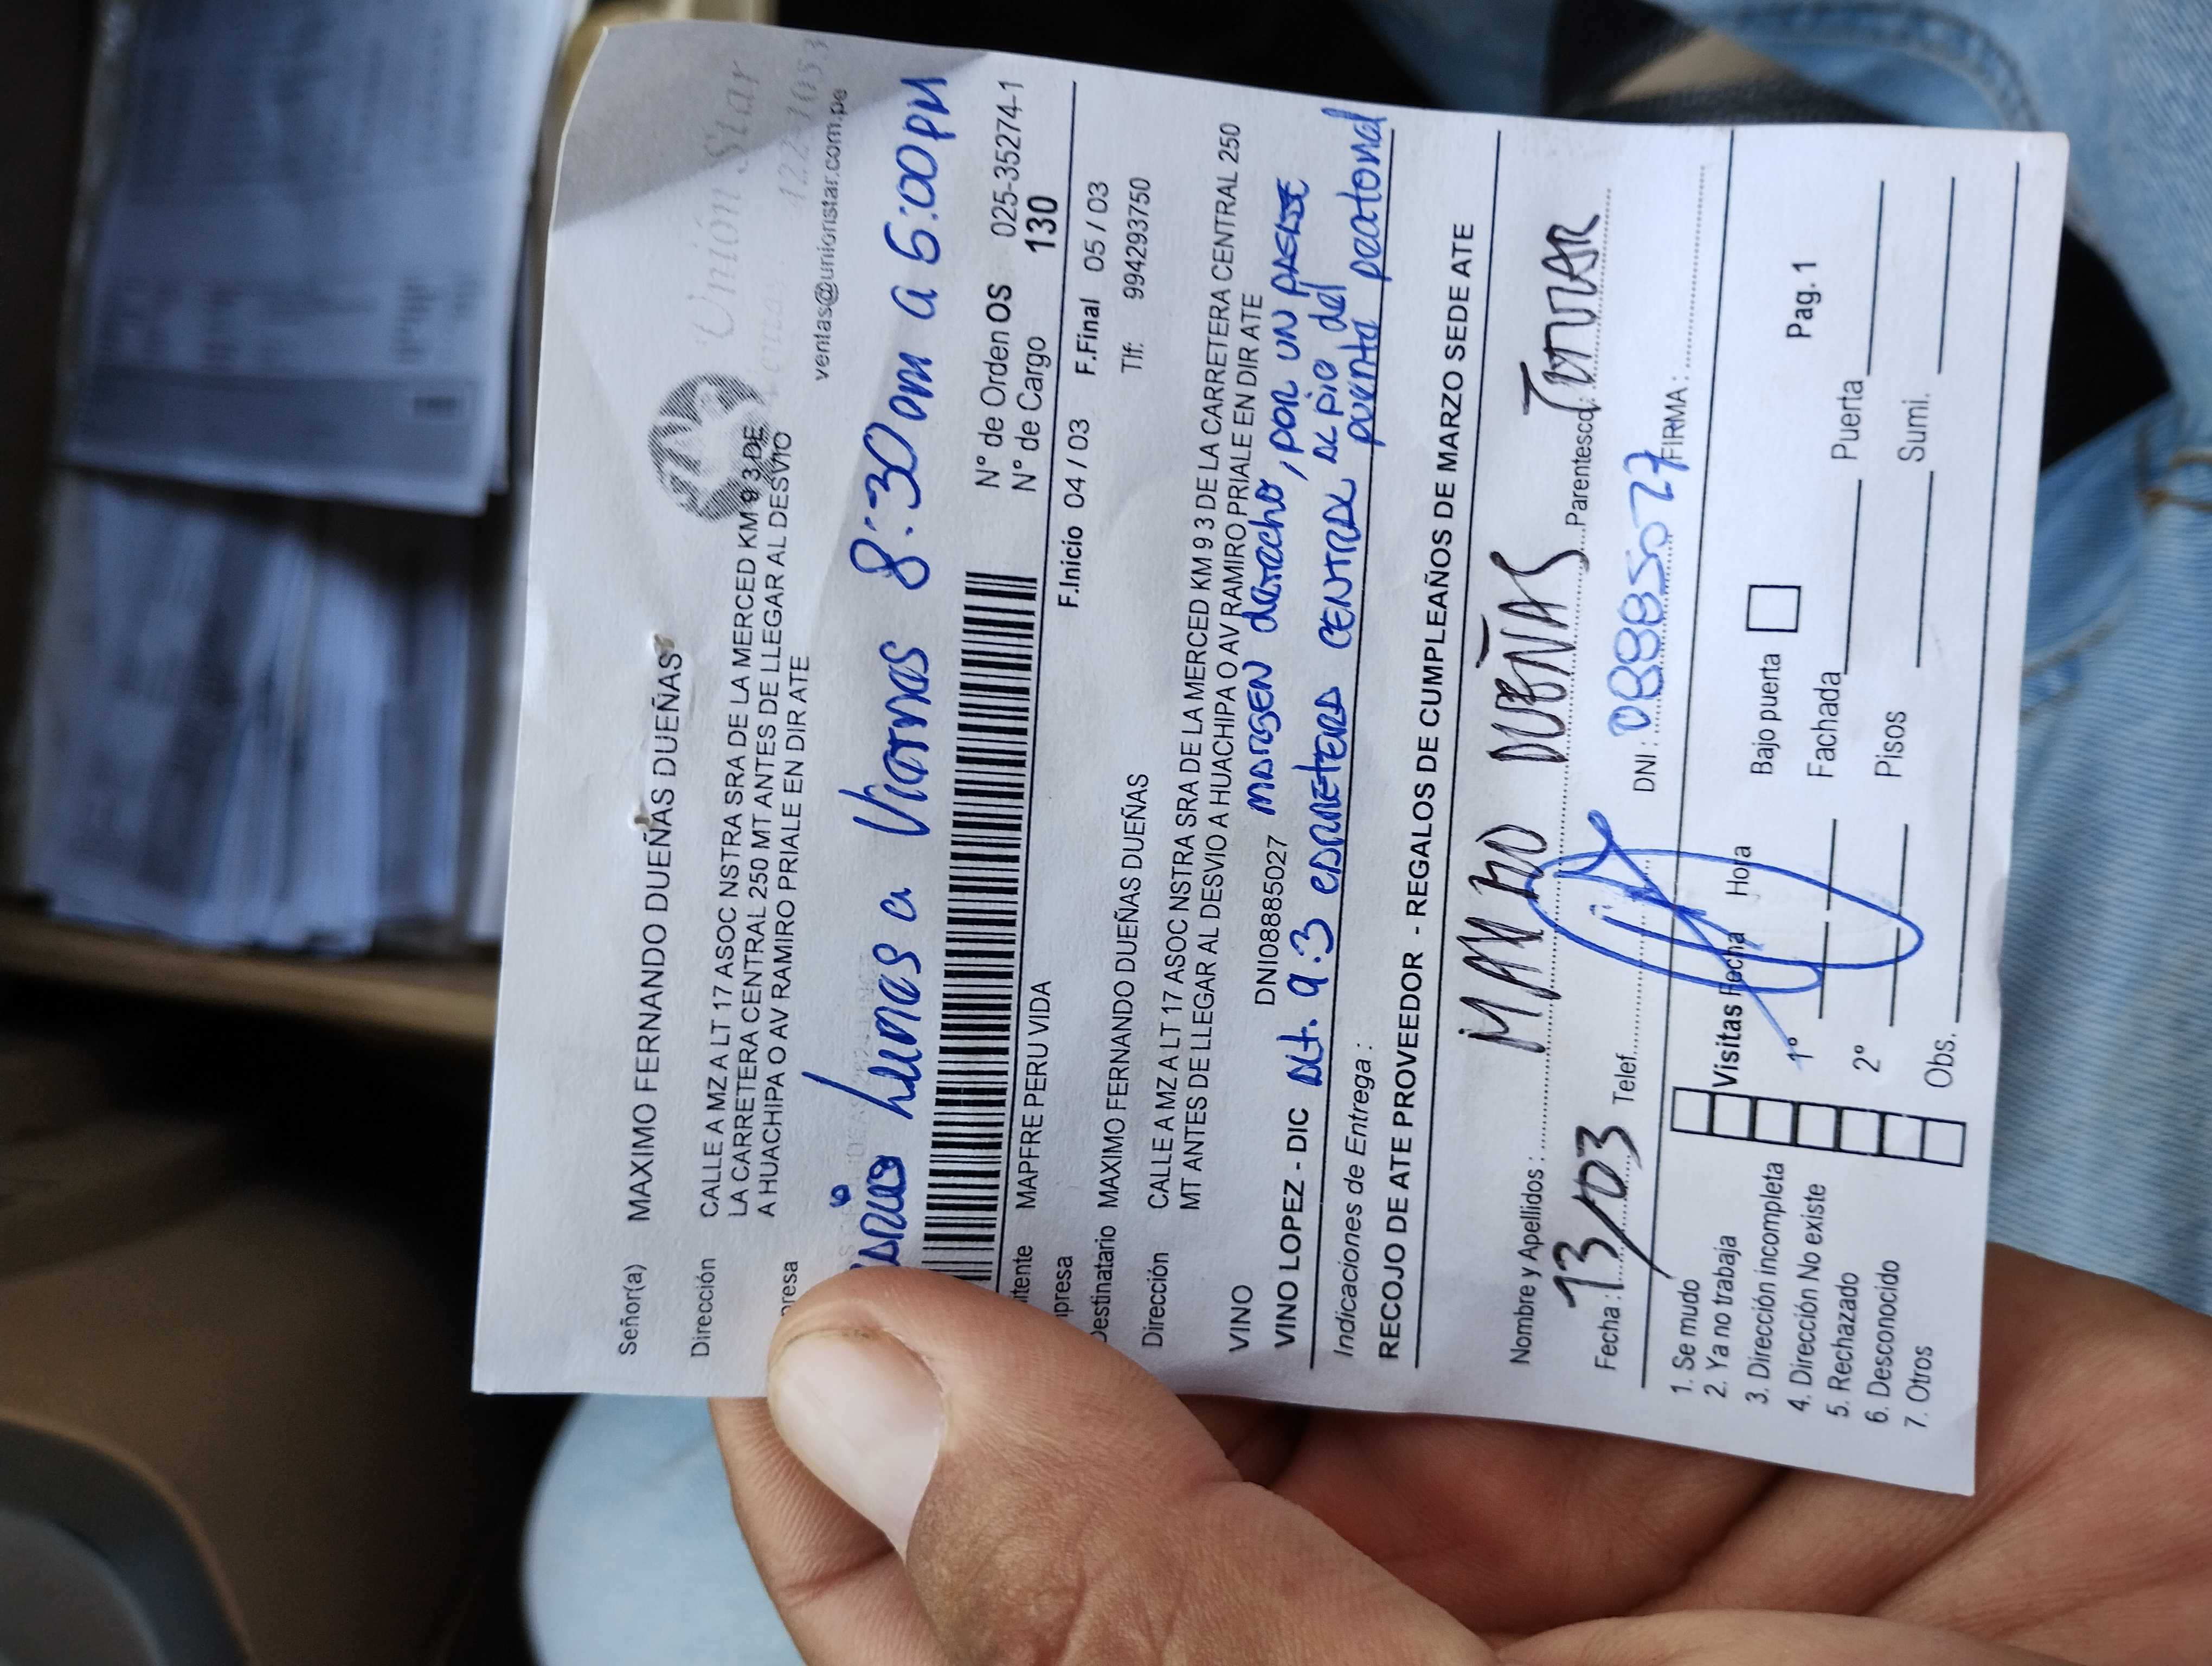 Unión Star
ventas@unionstar.com.pe
Señor(a) MAXIMO FERNANDO DUEÑAS DUEÑAS
Dirección CALLE A MZ A LT 17 ASOC NSTRA SRA DE LA MERCED KM 9 3 DE
LA CARRETERA CENTRAL 250 MT ANTES DE LLEGAR AL DESVIO
A HUACHIPA O AV RAMIRO PRIALE EN DIR ATE
presa
Lunes a Viernes 8:30 am a 6:00 PM
N° de Orden OS 025-35274-1
N° de Cargo 130
itente MAPFRE PERU VIDA
F.Inicio 04 / 03 F.Final 05 / 03
presa
Destinatario MAXIMO FERNANDO DUEÑAS DUEÑAS Tlf: 994293750
Dirección CALLE A MZ A LT 17 ASOC NSTRA SRA DE LA MERCED KM 9 3 DE LA CARRETERA CENTRAL 250
MT ANTES DE LLEGAR AL DESVIO A HUACHIPA O AV RAMIRO PRIALE EN DIR ATE
VINO DNI08885027 MARGEN derecho, POR UN
VINO LOPEZ - DIC Alt. 9.3 CARRETERA CENTRAL AL pie del
puente peatonal
Indicaciones de Entrega :
RECOJO DE ATE PROVEEDOR - REGALOS DE CUMPLEAÑOS DE MARZO SEDE ATE
Nombre y Apellidos : DUEÑAS Parentesco:
Fecha : 13/03 Telef. DNI : 08885027 FIRMA :
1. Se mudo
2. Ya no trabaja
3. Dirección incompleta
4. Dirección No existe
5. Rechazado
6. Desconocido
7. Otros
Visitas Fecha Hora Bajo puerta
1° Fachada Puerta Pag. 1
2° Pisos Sumi.
Obs.